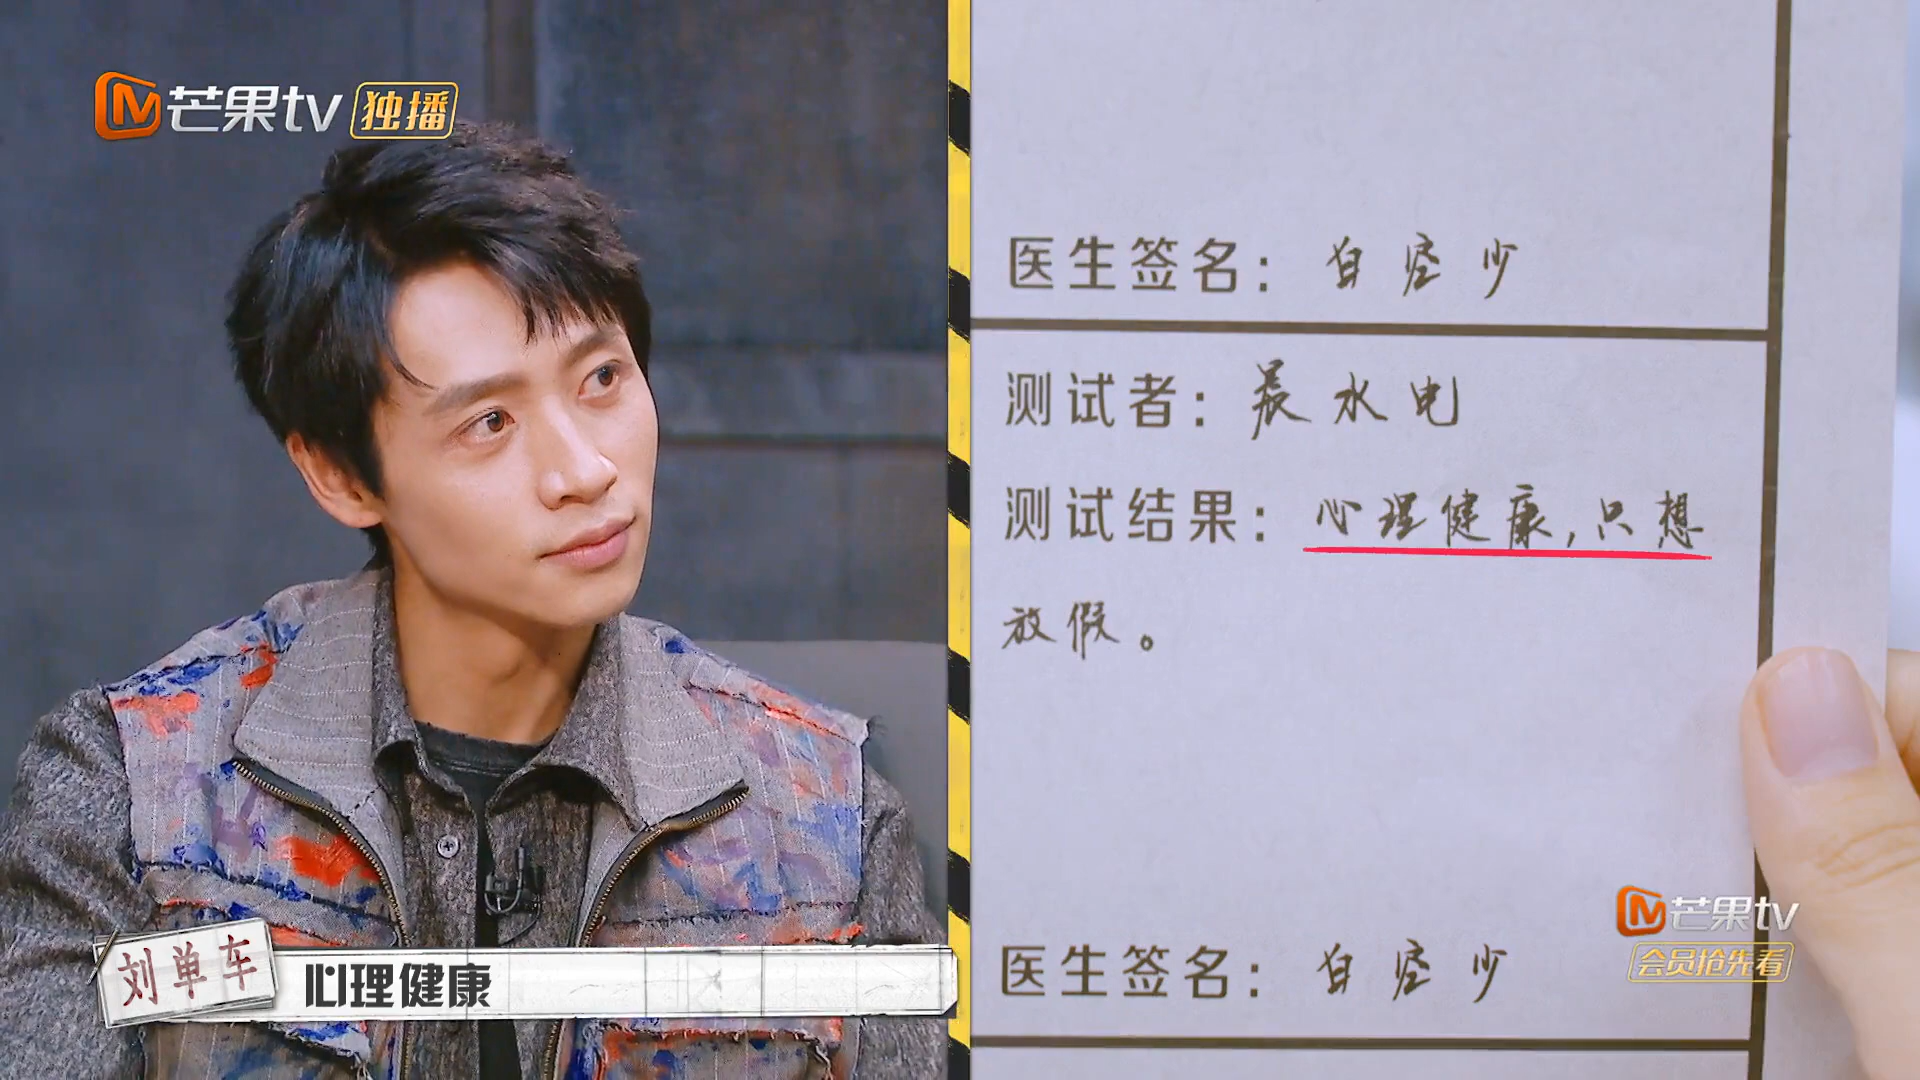 芒果tv 独播
医生签名：白痊少
测试者：晨水电
测试结果：心理健康，只想
放假。
医生签名：白痊少
刘单车 心理健康
芒果tv
会员抢先看